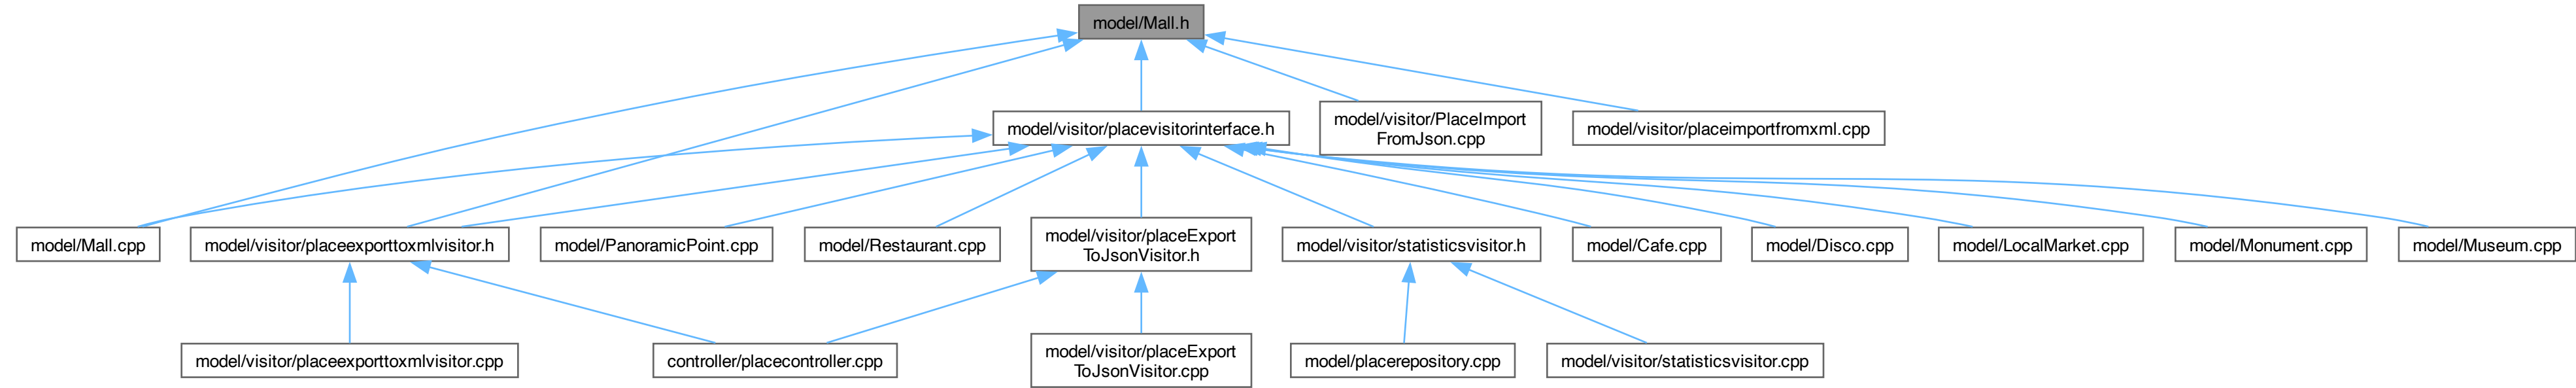 model/Mall.h
model/visitor/placevisitorinterface.h
model/visitor/PlaceImport
FromJson.cpp
model/visitor/placeimportfromxml.cpp
model/Mall.cpp
model/visitor/placeexporttoxmlvisitor.h
model/PanoramicPoint.cpp
model/Restaurant.cpp
model/visitor/placeExport
ToJsonVisitor.h
model/visitor/statisticsvisitor.h
model/Cafe.cpp
model/Disco.cpp
model/LocalMarket.cpp
model/Monument.cpp
model/Museum.cpp
model/visitor/placeexporttoxmlvisitor.cpp
controller/placecontroller.cpp
model/visitor/placeExport
ToJsonVisitor.cpp
model/placerepository.cpp
model/visitor/statisticsvisitor.cpp